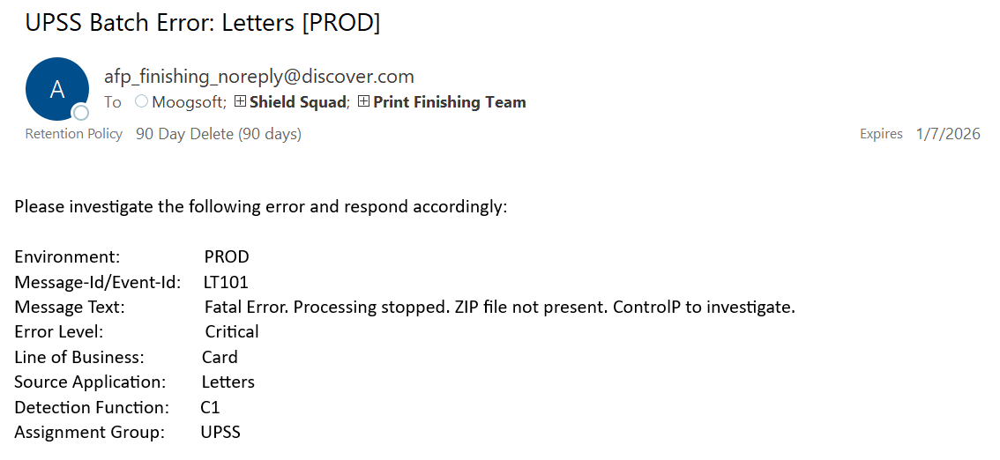 UPSS Batch Error: Letters [PROD]
A
afp_finishing_noreply@discover.com
To Moogsoft; Shield Squad; Print Finishing Team
Retention Policy 90 Day Delete (90 days) Expires 1/7/2026
Please investigate the following error and respond accordingly:
Environment: PROD
Message-Id/Event-Id: LT101
Message Text: Fatal Error. Processing stopped. ZIP file not present. ControlP to investigate.
Error Level: Critical
Line of Business: Card
Source Application: Letters
Detection Function: C1
Assignment Group: UPSS